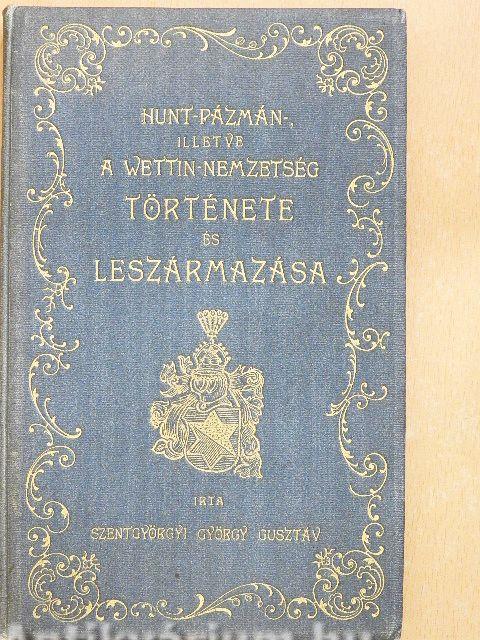 HUNT-PÁZMÁN-,
ILLETVE
A WETTIN-NEMZETSÉG
TÖRTÉNETE
ÉS
LESZÁRMAZÁSA
IRTA
SZENTGYÖRGYI GYÖRGY GUSZTÁV